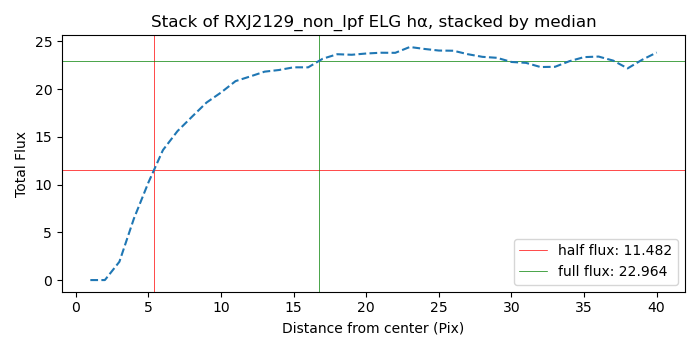 Stack of RXJ2129_non_lpf ELG hα, stacked by median
25
20
15
10
5
0
Total Flux
half flux: 11.482
full flux: 22.964
0 5 10 15 20 25 30 35 40
Distance from center (Pix)